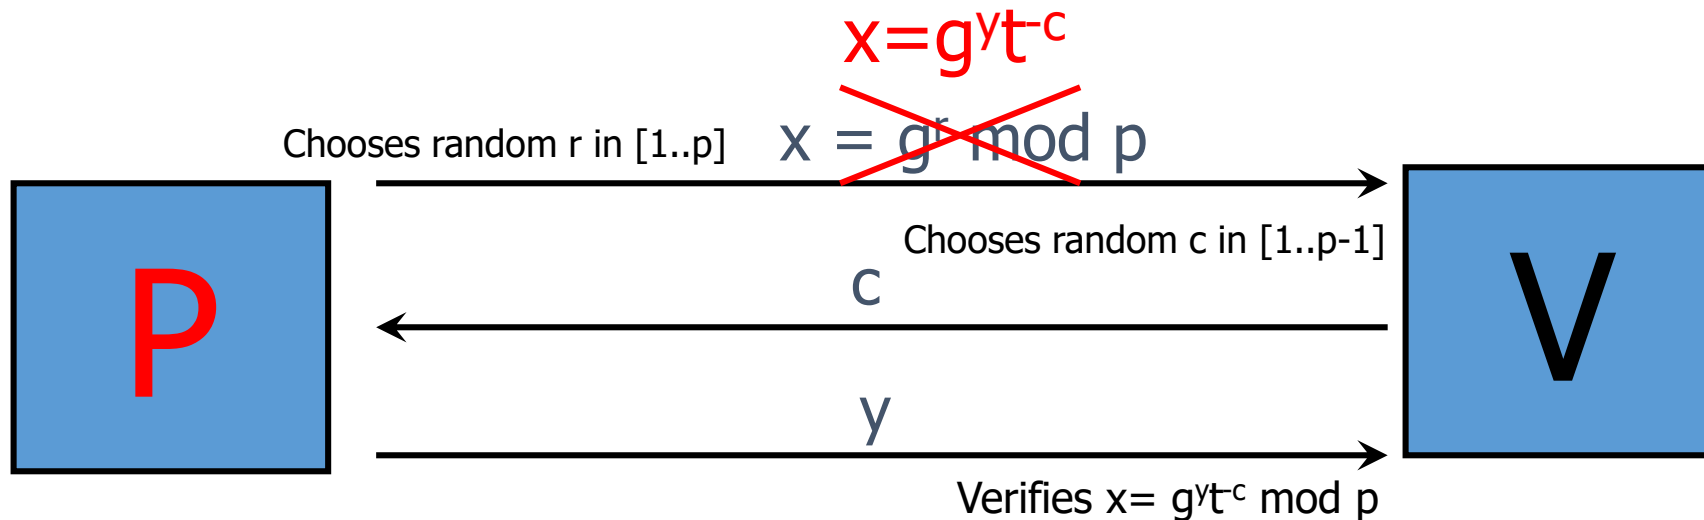 x=gʸt⁻ᶜ
Chooses random r in [1..p] x = gʳ mod p
Chooses random c in [1..p-1]
P
c
V
y
Verifies x= gʸt⁻ᶜ mod p